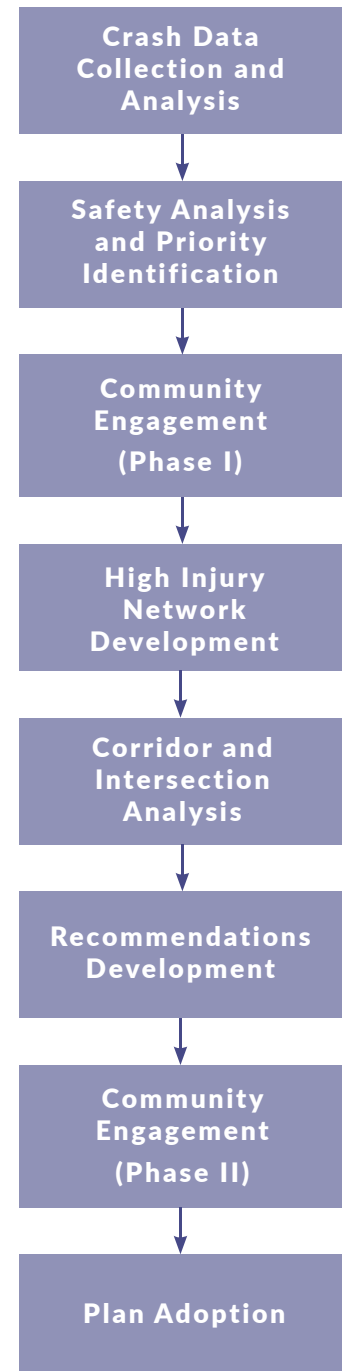 Crash Data
Collection and
Analysis
Safety Analysis
and Priority
Identification
Community
Engagement
(Phase I)
High Injury
Network
Development
Corridor and
Intersection
Analysis
Recommendations
Development
Community
Engagement
(Phase II)
Plan Adoption